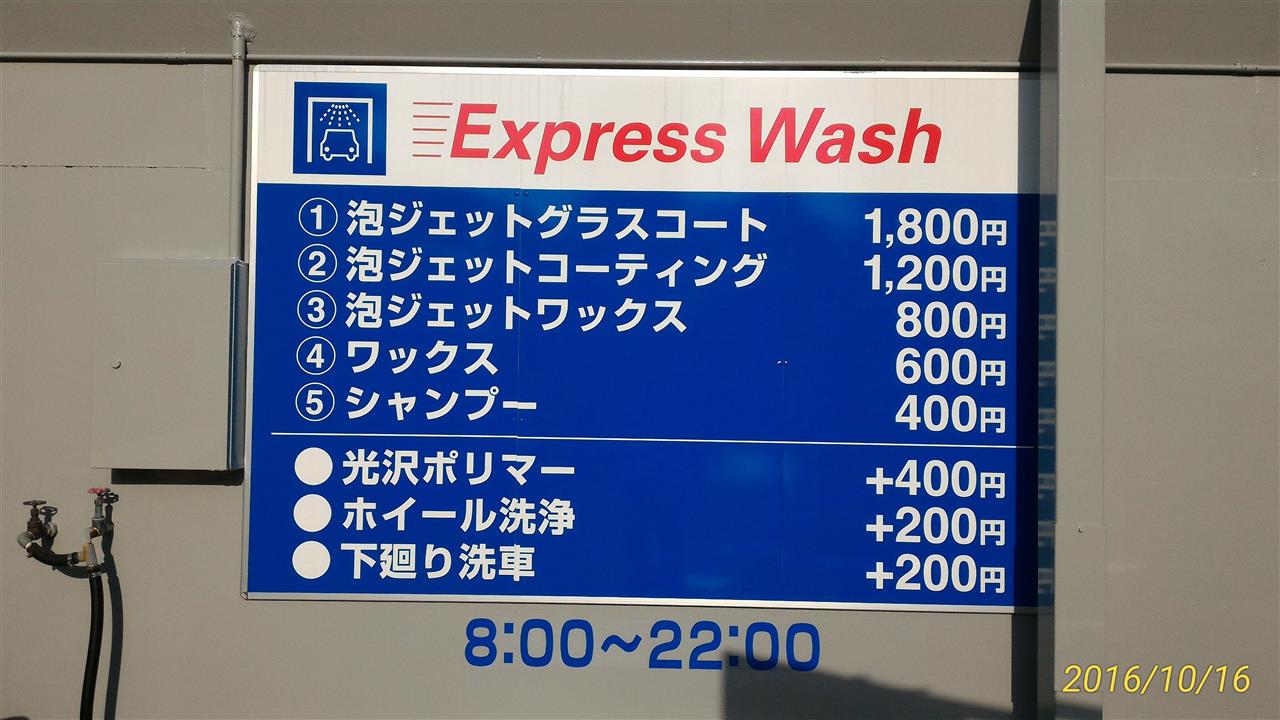 Express Wash
① 泡ジェットグラスコート 1,800円
② 泡ジェットコーティング 1,200円
③ 泡ジェットワックス 800円
④ ワックス 600円
⑤ シャンプー 400円
● 光沢ポリマー +400円
● ホイール洗浄 +200円
● 下廻り洗車 +200円
8:00~22:00
2016/10/16